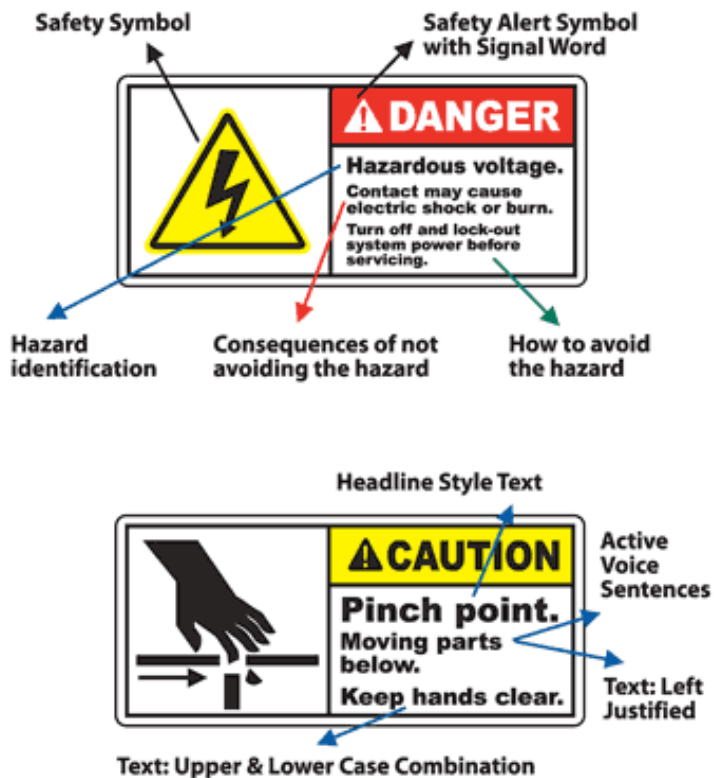 Safety Symbol
Safety Alert Symbol
with Signal Word
DANGER
Hazardous voltage.
Contact may cause
electric shock or burn.
Turn off and lock-out
system power before
servicing.
Hazard
identification
Consequences of not
avoiding the hazard
How to avoid
the hazard
Headline Style Text
CAUTION
Pinch point.
Moving parts
below.
Keep hands clear.
Active
Voice
Sentences
Text: Left
Justified
Text: Upper & Lower Case Combination